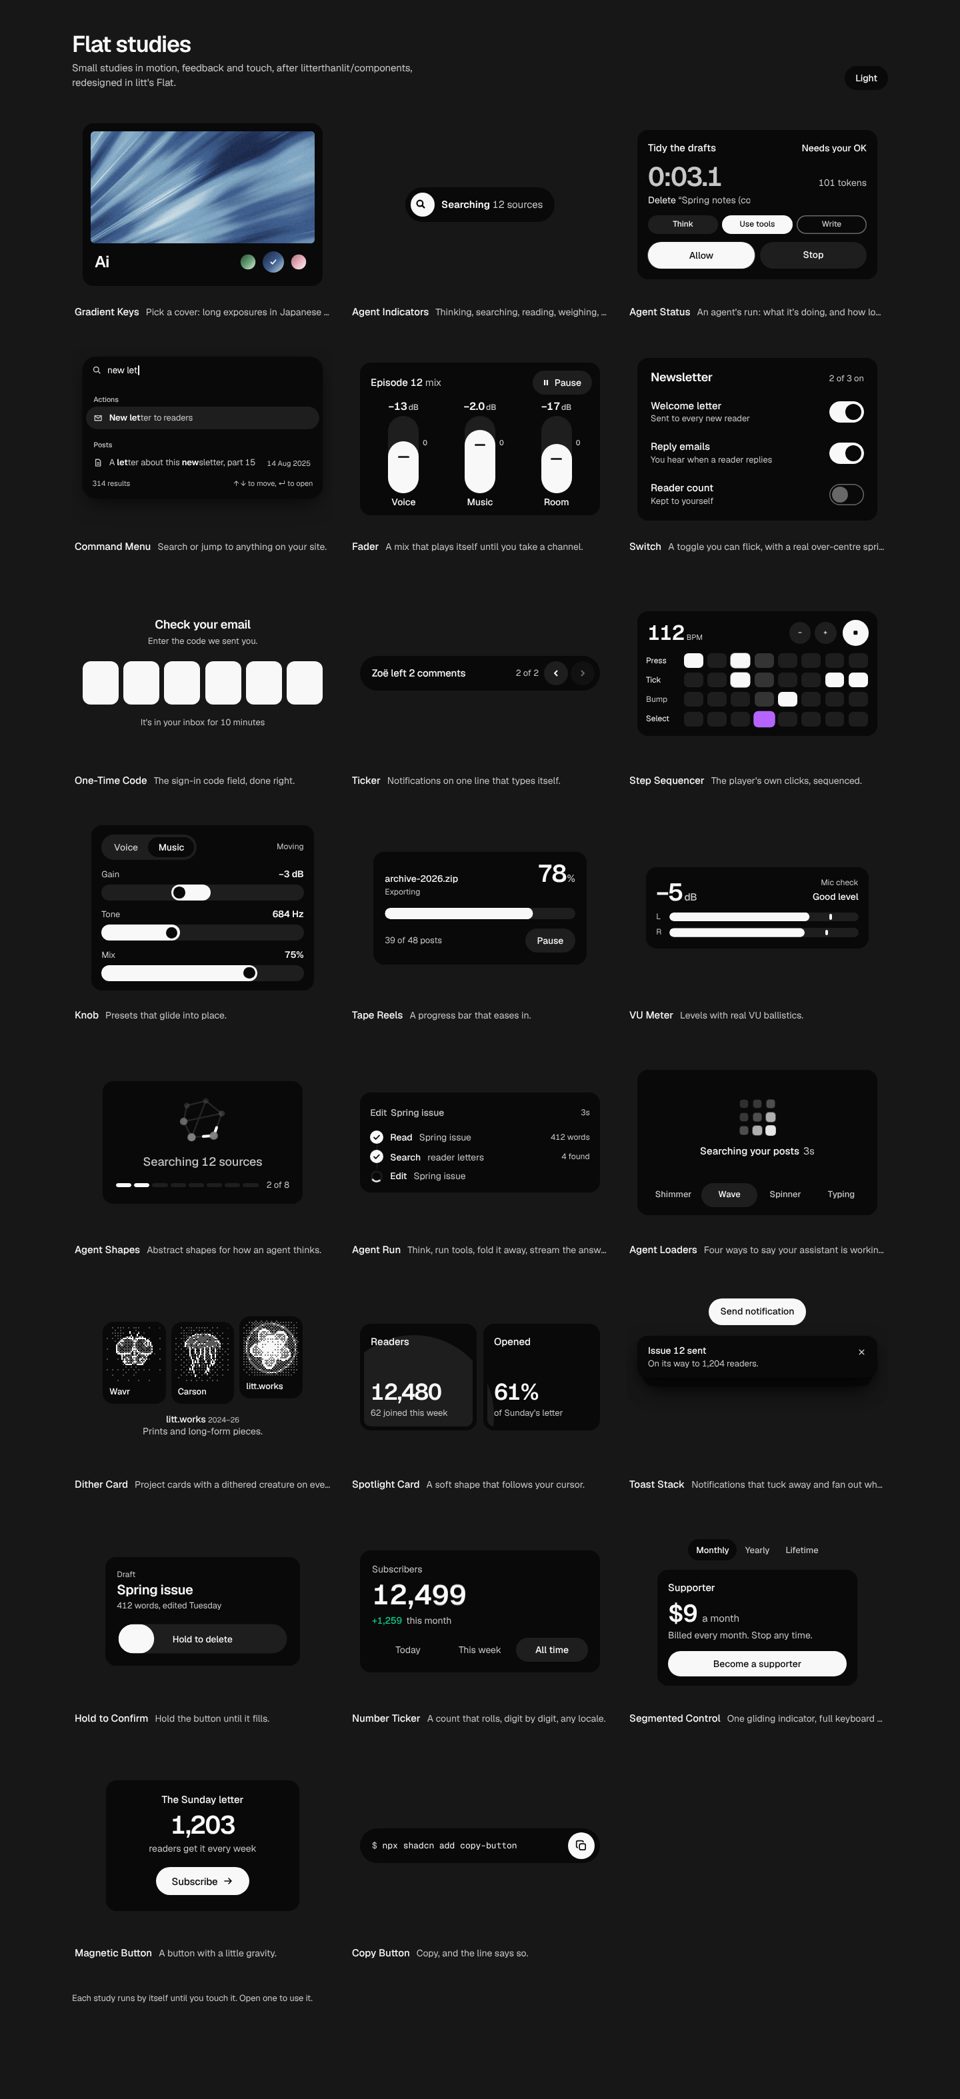 Flat studies
Small studies in motion, feedback and touch, after litterthanlit/components,
redesigned in litt's Flat.
Light
Ai
Gradient Keys Pick a cover: long exposures in Japanese ...
Searching 12 sources
Agent Indicators Thinking, searching, reading, weighing, ...
Tidy the drafts Needs your OK
0:03.1 101 tokens
Delete "Spring notes (co
Think Use tools Write
Allow Stop
Agent Status An agent's run: what it's doing, and how lo...
new let
Actions
New letter to readers
Posts
A letter about this newsletter, part 15 14 Aug 2025
314 results ↑ ↓ to move, ↵ to open
Command Menu Search or jump to anything on your site.
Episode 12 mix Pause
−13 dB −2.0 dB −17 dB
0 0 0
Voice Music Room
Fader A mix that plays itself until you take a channel.
Newsletter 2 of 3 on
Welcome letter
Sent to every new reader
Reply emails
You hear when a reader replies
Reader count
Kept to yourself
Switch A toggle you can flick, with a real over-centre spri...
Check your email
Enter the code we sent you.
It's in your inbox for 10 minutes
One-Time Code The sign-in code field, done right.
Zoë left 2 comments 2 of 2
Ticker Notifications on one line that types itself.
112 BPM − +
Press
Tick
Bump
Select
Step Sequencer The player's own clicks, sequenced.
Voice Music Moving
Gain −3 dB
Tone 684 Hz
Mix 75%
Knob Presets that glide into place.
archive-2026.zip 78%
Exporting
39 of 48 posts Pause
Tape Reels A progress bar that eases in.
−5 dB Mic check
Good level
L
R
VU Meter Levels with real VU ballistics.
Searching 12 sources
2 of 8
Agent Shapes Abstract shapes for how an agent thinks.
Edit Spring issue 3s
Read Spring issue 412 words
Search reader letters 4 found
Edit Spring issue
Agent Run Think, run tools, fold it away, stream the answ...
Searching your posts 3s
Shimmer Wave Spinner Typing
Agent Loaders Four ways to say your assistant is workin...
Wavr Carson litt.works
litt.works 2024–26
Prints and long-form pieces.
Dither Card Project cards with a dithered creature on eve...
Readers Opened
12,480 61%
62 joined this week of Sunday's letter
Spotlight Card A soft shape that follows your cursor.
Send notification
Issue 12 sent
On its way to 1,204 readers.
Toast Stack Notifications that tuck away and fan out wh...
Draft
Spring issue
412 words, edited Tuesday
Hold to delete
Hold to Confirm Hold the button until it fills.
Subscribers
12,499
+1,259 this month
Today This week All time
Number Ticker A count that rolls, digit by digit, any locale.
Monthly Yearly Lifetime
Supporter
$9 a month
Billed every month. Stop any time.
Become a supporter
Segmented Control One gliding indicator, full keyboard ...
The Sunday letter
1,203
readers get it every week
Subscribe →
Magnetic Button A button with a little gravity.
$ npx shadcn add copy-button
Copy Button Copy, and the line says so.
Each study runs by itself until you touch it. Open one to use it.